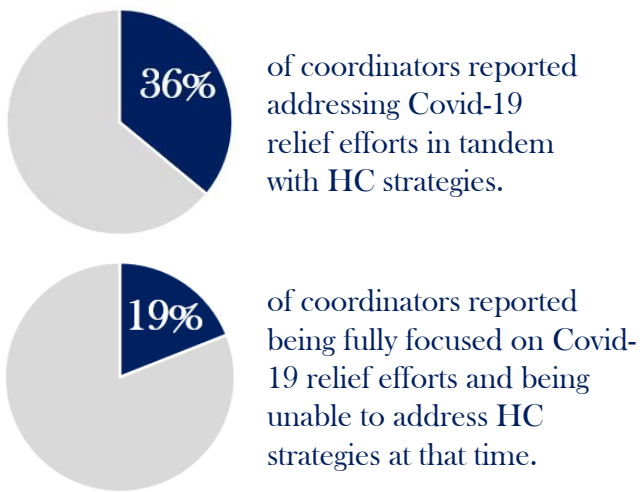 36%
of coordinators reported
addressing Covid-19
relief efforts in tandem
with HC strategies.
19%
of coordinators reported
being fully focused on Covid-
19 relief efforts and being
unable to address HC
strategies at that time.